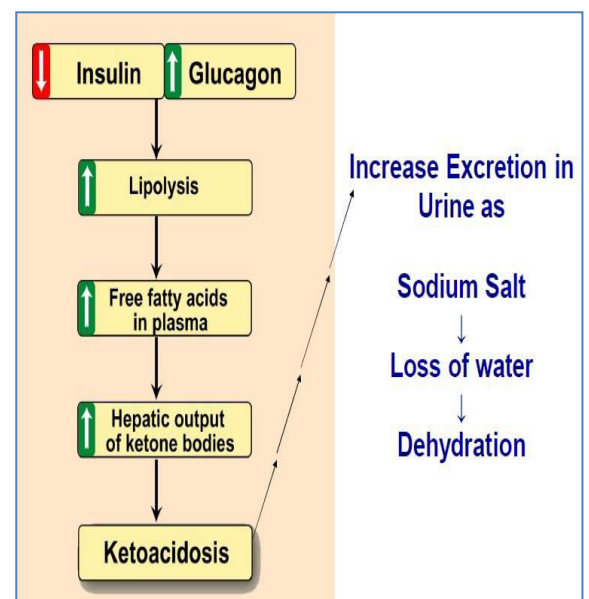 Insulin
Glucagon
Lipolysis
Free fatty acids
in plasma
Hepatic output
of ketone bodies
Ketoacidosis
Increase Excretion in
Urine as
Sodium Salt
Loss of water
Dehydration